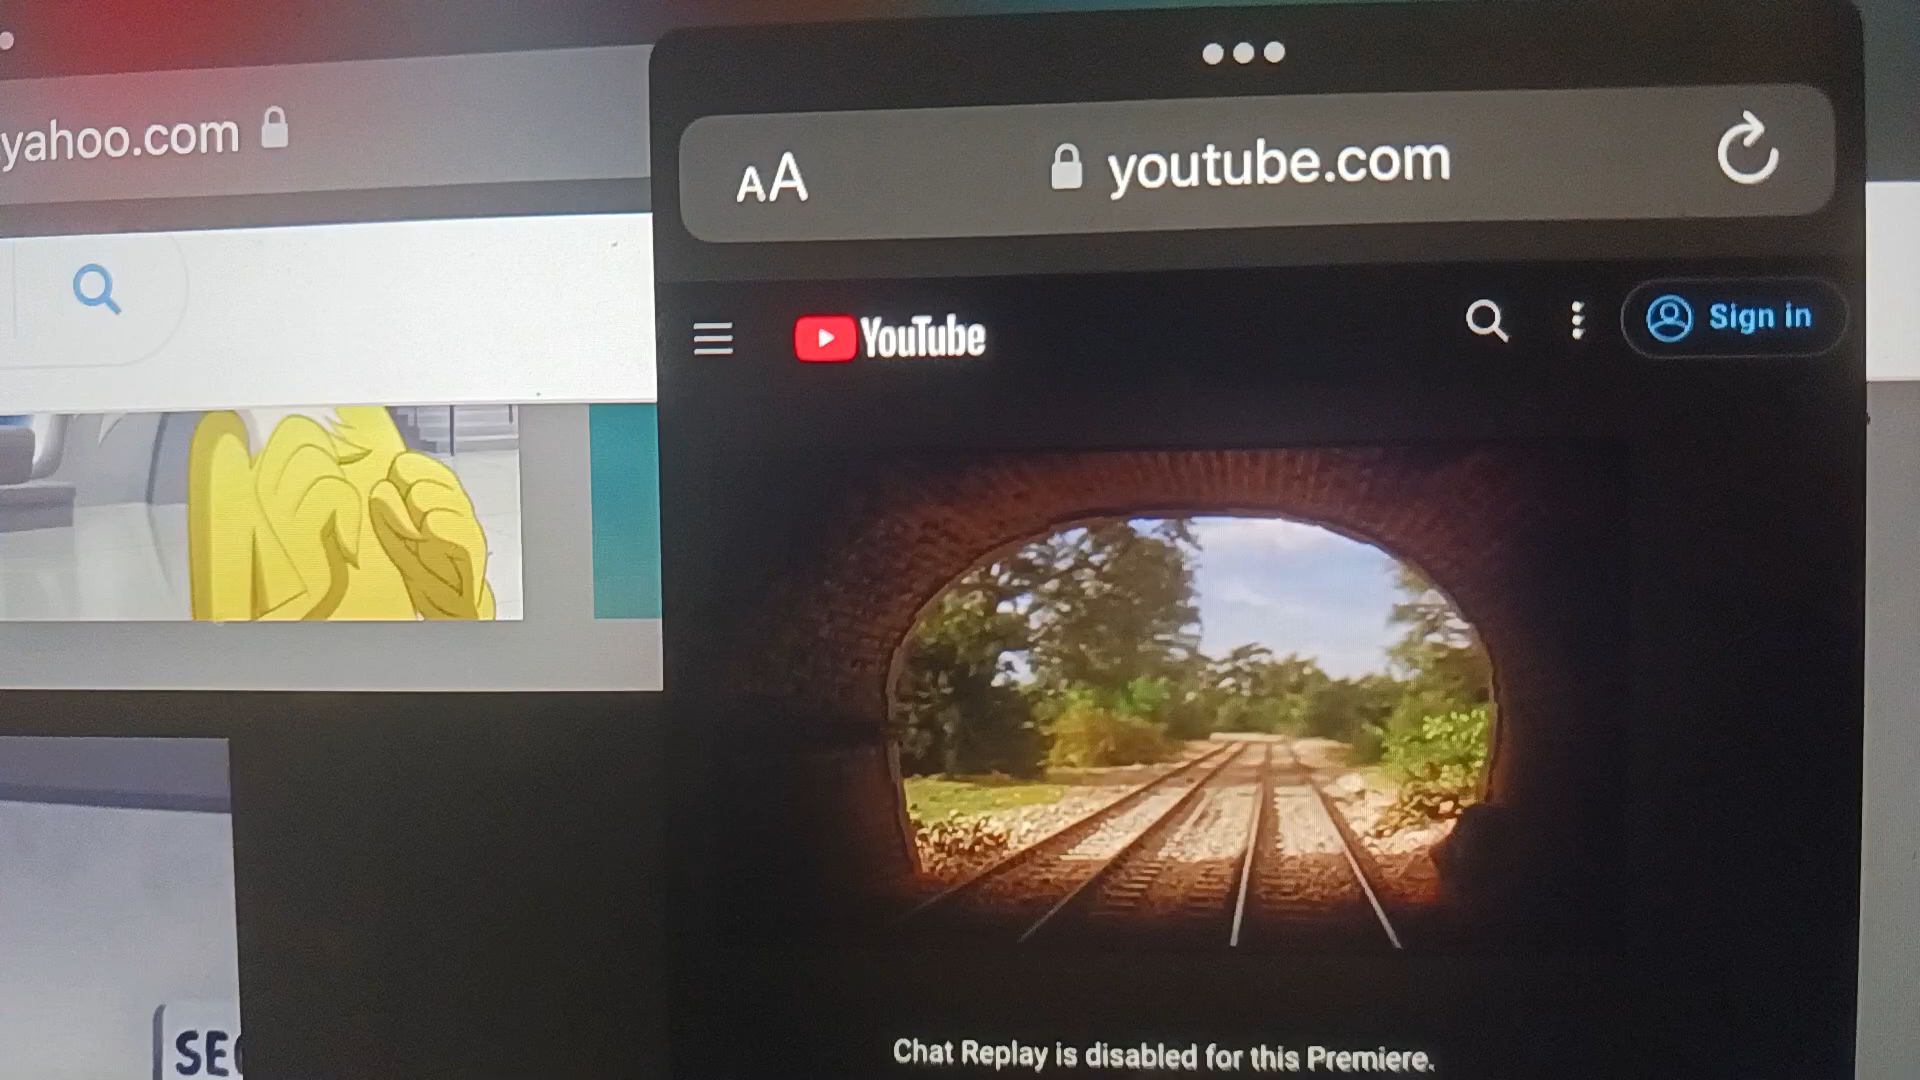 yahoo.com
AA youtube.com
YouTube Sign in
Chat Replay is disabled for this Premiere.